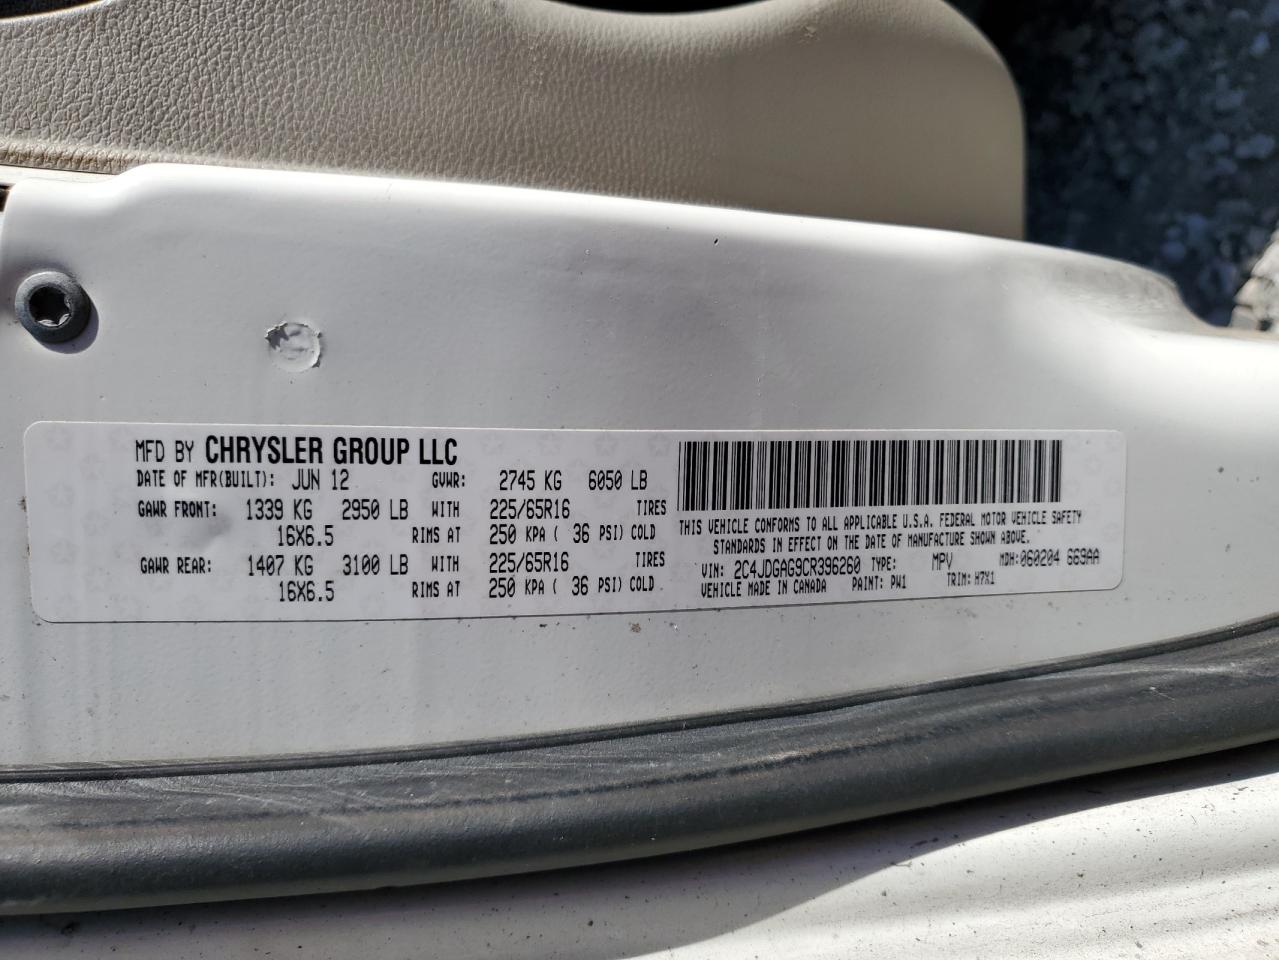 MFD BY CHRYSLER GROUP LLC
DATE OF MFR(BUILT): JUN 12 GVWR: 2745 KG 6050 LB
GAWR FRONT: 1339 KG 2950 LB WITH 225/65R16 TIRES
16X6.5 RIMS AT 250 KPA ( 36 PSI) COLD
GAWR REAR: 1407 KG 3100 LB WITH 225/65R16 TIRES
16X6.5 RIMS AT 250 KPA ( 36 PSI) COLD
THIS VEHICLE CONFORMS TO ALL APPLICABLE U.S.A. FEDERAL MOTOR VEHICLE SAFETY
STANDARDS IN EFFECT ON THE DATE OF MANUFACTURE SHOWN ABOVE.
VIN: 2C4JDGAG9CR396260 TYPE: MPV MDH:060204 669AA
VEHICLE MADE IN CANADA PAINT: PW1 TRIM: H7X1